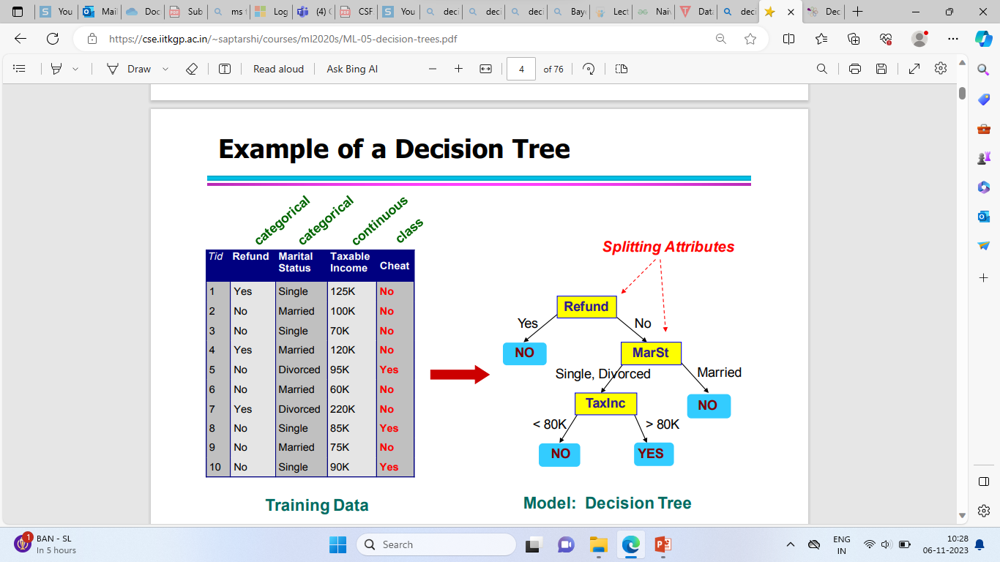 You
Mail
Doc
Sub
ms
Log
(4)
CSF
You
deci
deci
deci
Baye
Lect
Naiv
Data
deci
Dec
https://cse.iitkgp.ac.in/~saptarshi/courses/ml2020s/ML-05-decision-trees.pdf
Draw
Read aloud
Ask Bing AI
4
of 76
Example of a Decision Tree
categorical
categorical
continuous
class
Tid Refund Marital Status Taxable Income Cheat
1 Yes Single 125K No
2 No Married 100K No
3 No Single 70K No
4 Yes Married 120K No
5 No Divorced 95K Yes
6 No Married 60K No
7 Yes Divorced 220K No
8 No Single 85K Yes
9 No Married 75K No
10 No Single 90K Yes
Training Data
Splitting Attributes
Refund
Yes
No
NO
MarSt
Single, Divorced
Married
TaxInc
NO
< 80K
> 80K
NO
YES
Model: Decision Tree
1
BAN - SL
In 5 hours
Search
ENG
IN
10:28
06-11-2023